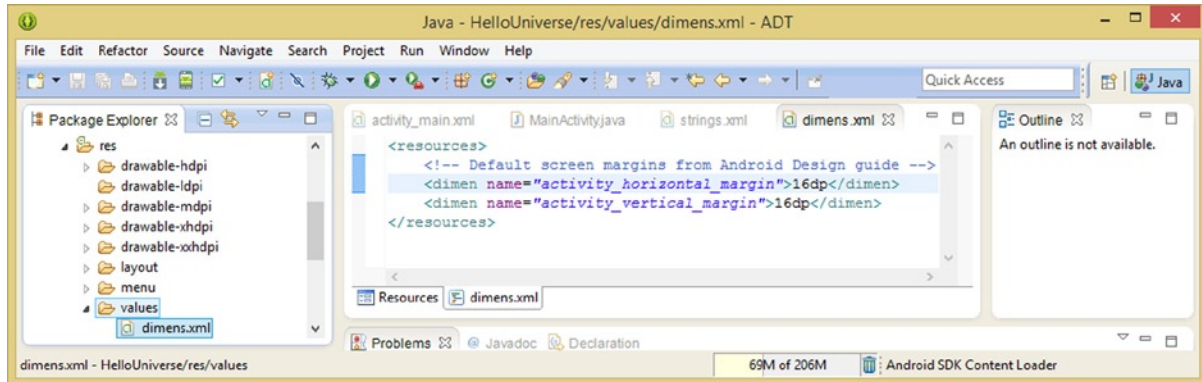 Java - HelloUniverse/res/values/dimens.xml - ADT
File Edit Refactor Source Navigate Search Project Run Window Help
Quick Access
Java
Package Explorer
res
drawable-hdpi
drawable-ldpi
drawable-mdpi
drawable-xhdpi
drawable-xxhdpi
layout
menu
values
dimens.xml
activity_main.xml MainActivity.java strings.xml dimens.xml
<resources>
<!-- Default screen margins from Android Design guide -->
<dimen name="activity_horizontal_margin">16dp</dimen>
<dimen name="activity_vertical_margin">16dp</dimen>
</resources>
Resources dimens.xml
Outline
An outline is not available.
Problems @ Javadoc Declaration
dimens.xml - HelloUniverse/res/values
69M of 206M
Android SDK Content Loader